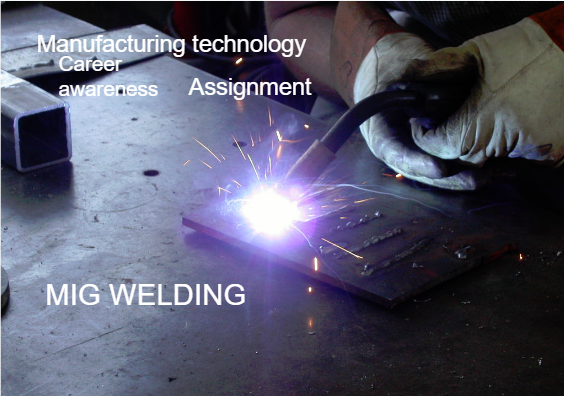 Manufacturing technology
Career
awareness
Assignment
MIG WELDING